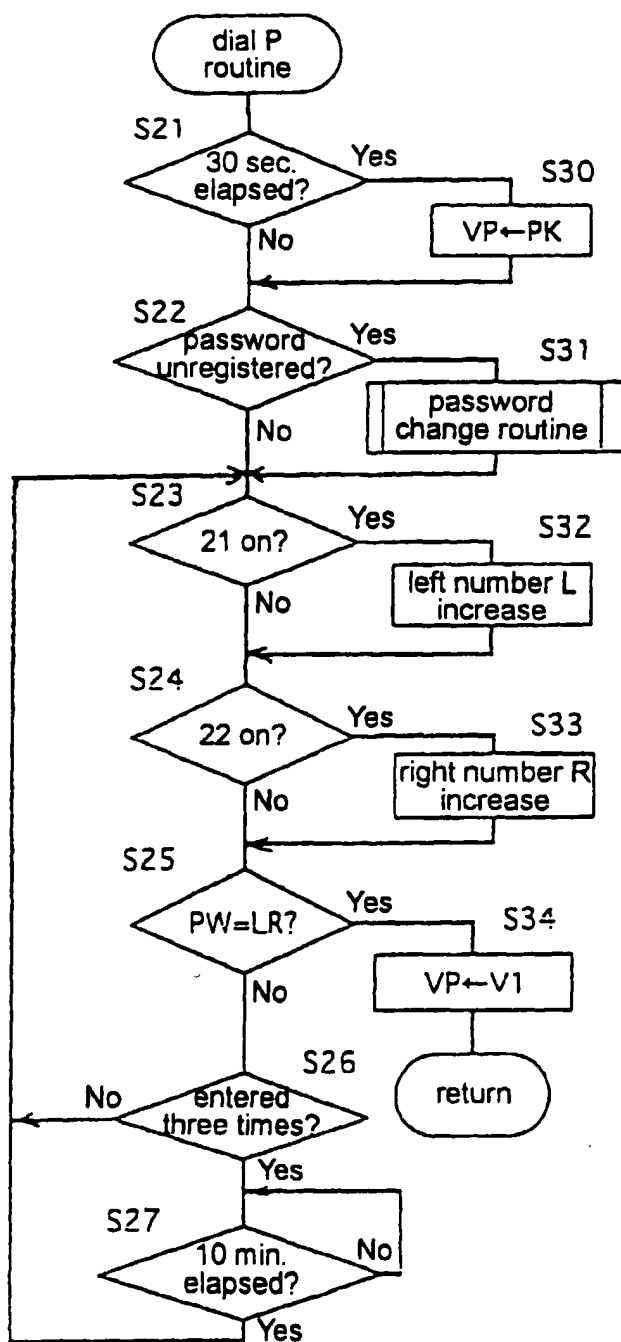 dial P
routine
S21
30 sec.
elapsed?
Yes
S30
VP←PK
No
S22
password
unregistered?
Yes
S31
password
change routine
No
S23
21 on?
Yes
S32
left number L
increase
No
S24
22 on?
Yes
S33
right number R
increase
No
S25
PW=LR?
Yes
S34
VP←V1
No
return
S26
entered
three times?
No
Yes
S27
10 min.
elapsed?
No
Yes